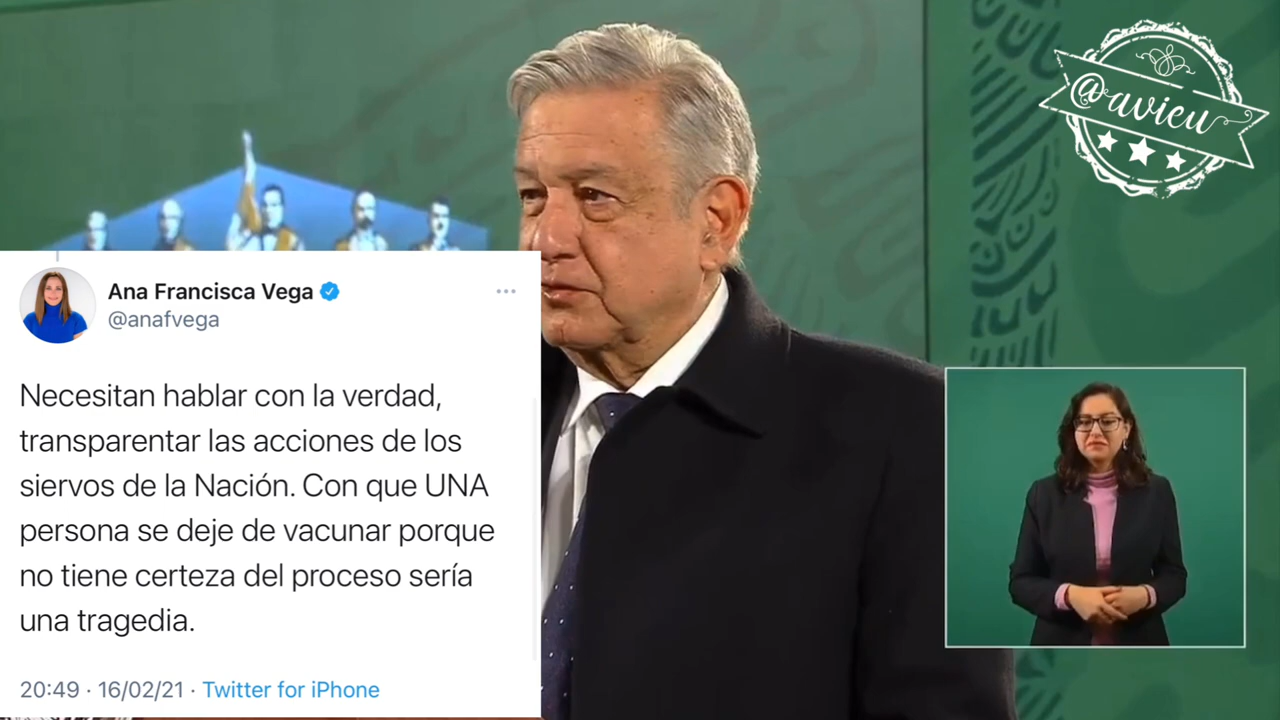 @avicu
Ana Francisca Vega
@anafvega
Necesitan hablar con la verdad,
transparentar las acciones de los
siervos de la Nación. Con que UNA
persona se deje de vacunar porque
no tiene certeza del proceso sería
una tragedia.
20:49 · 16/02/21 · Twitter for iPhone